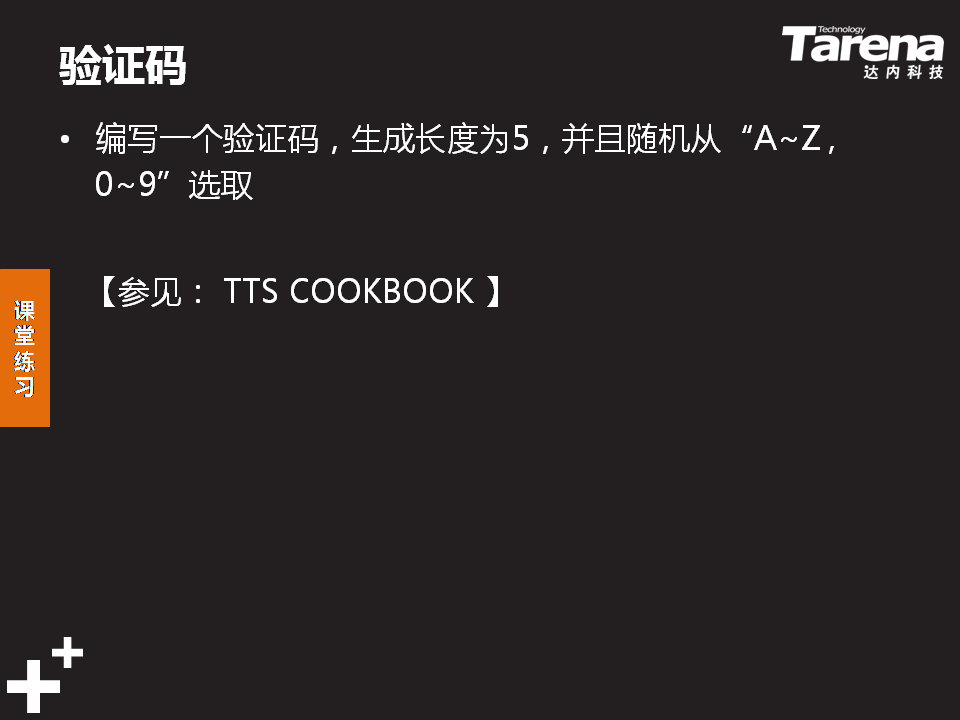 验证码
Technology
Tarena
达内科技
• 编写一个验证码，生成长度为5，并且随机从“A~Z,
0~9”选取
【参见： TTS COOKBOOK 】
课
堂
练
习